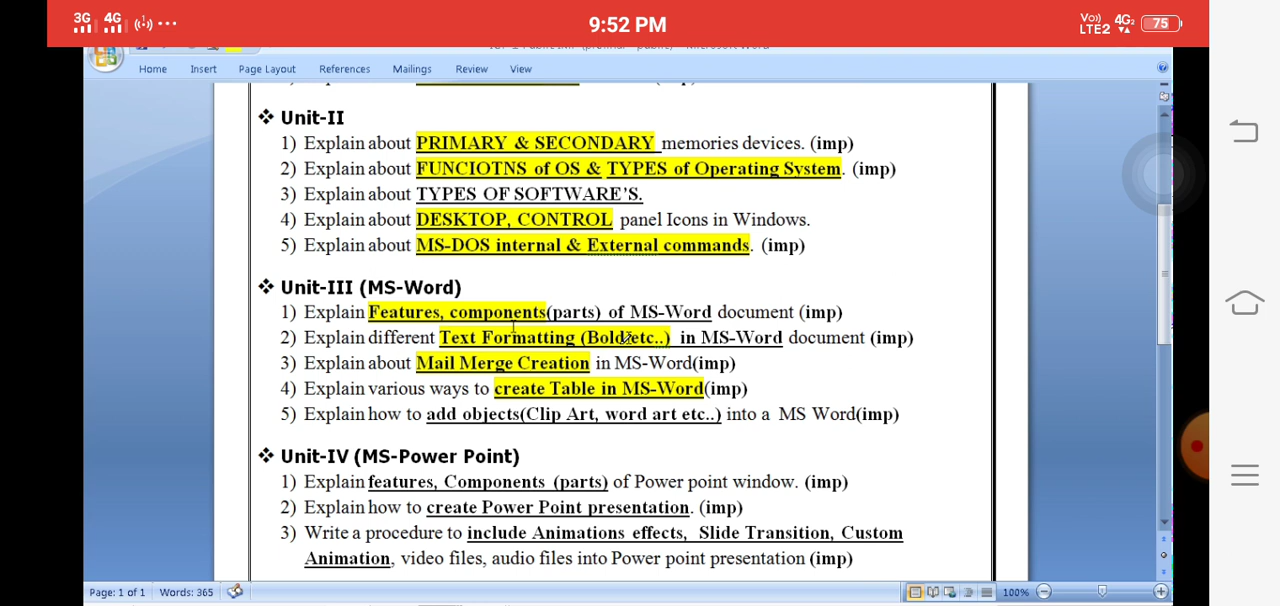 3G 4G 9:52 PM Vo) LTE2 4G2 75
Home Insert Page Layout References Mailings Review View
❖ Unit-II
1) Explain about PRIMARY & SECONDARY memories devices. (imp)
2) Explain about FUNCIOTNS of OS & TYPES of Operating System. (imp)
3) Explain about TYPES OF SOFTWARE'S.
4) Explain about DESKTOP, CONTROL panel Icons in Windows.
5) Explain about MS-DOS internal & External commands. (imp)
❖ Unit-III (MS-Word)
1) Explain Features, components(parts) of MS-Word document (imp)
2) Explain different Text Formatting (Bold etc..) in MS-Word document (imp)
3) Explain about Mail Merge Creation in MS-Word(imp)
4) Explain various ways to create Table in MS-Word(imp)
5) Explain how to add objects(Clip Art, word art etc..) into a MS Word(imp)
❖ Unit-IV (MS-Power Point)
1) Explain features, Components (parts) of Power point window. (imp)
2) Explain how to create Power Point presentation. (imp)
3) Write a procedure to include Animations effects, Slide Transition, Custom
Animation, video files, audio files into Power point presentation (imp)
Page: 1 of 1 Words: 365 100%